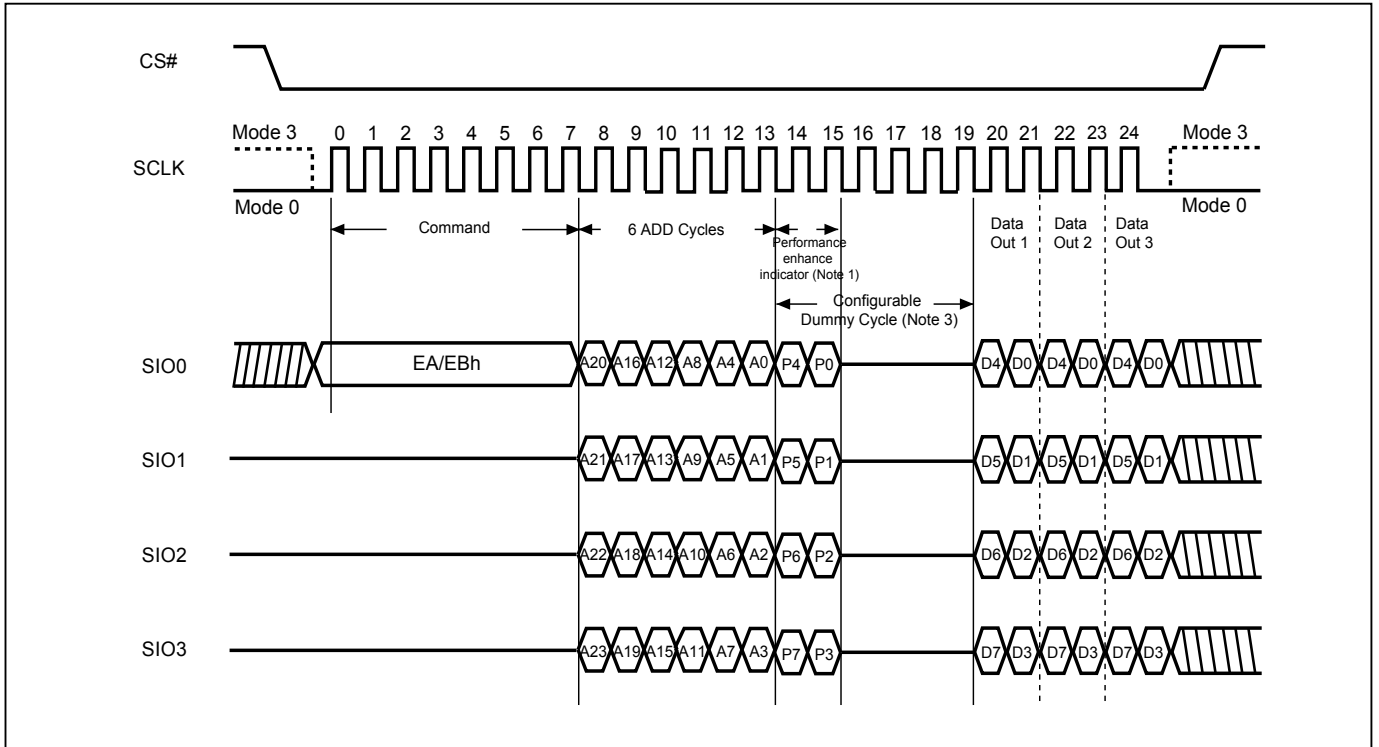 CS#
Mode 3 0 1 2 3 4 5 6 7 8 9 10 11 12 13 14 15 16 17 18 19 20 21 22 23 24 Mode 3
SCLK
Mode 0 Mode 0
Command 6 ADD Cycles Performance enhance indicator (Note 1) Data Out 1 Data Out 2 Data Out 3
Configurable
Dummy Cycle (Note 3)
SIO0 EA/EBh A20 A16 A12 A8 A4 A0 P4 P0 D4 D0 D4 D0 D4 D0
SIO1 A21 A17 A13 A9 A5 A1 P5 P1 D5 D1 D5 D1 D5 D1
SIO2 A22 A18 A14 A10 A6 A2 P6 P2 D6 D2 D6 D2 D6 D2
SIO3 A23 A19 A15 A11 A7 A3 P7 P3 D7 D3 D7 D3 D7 D3